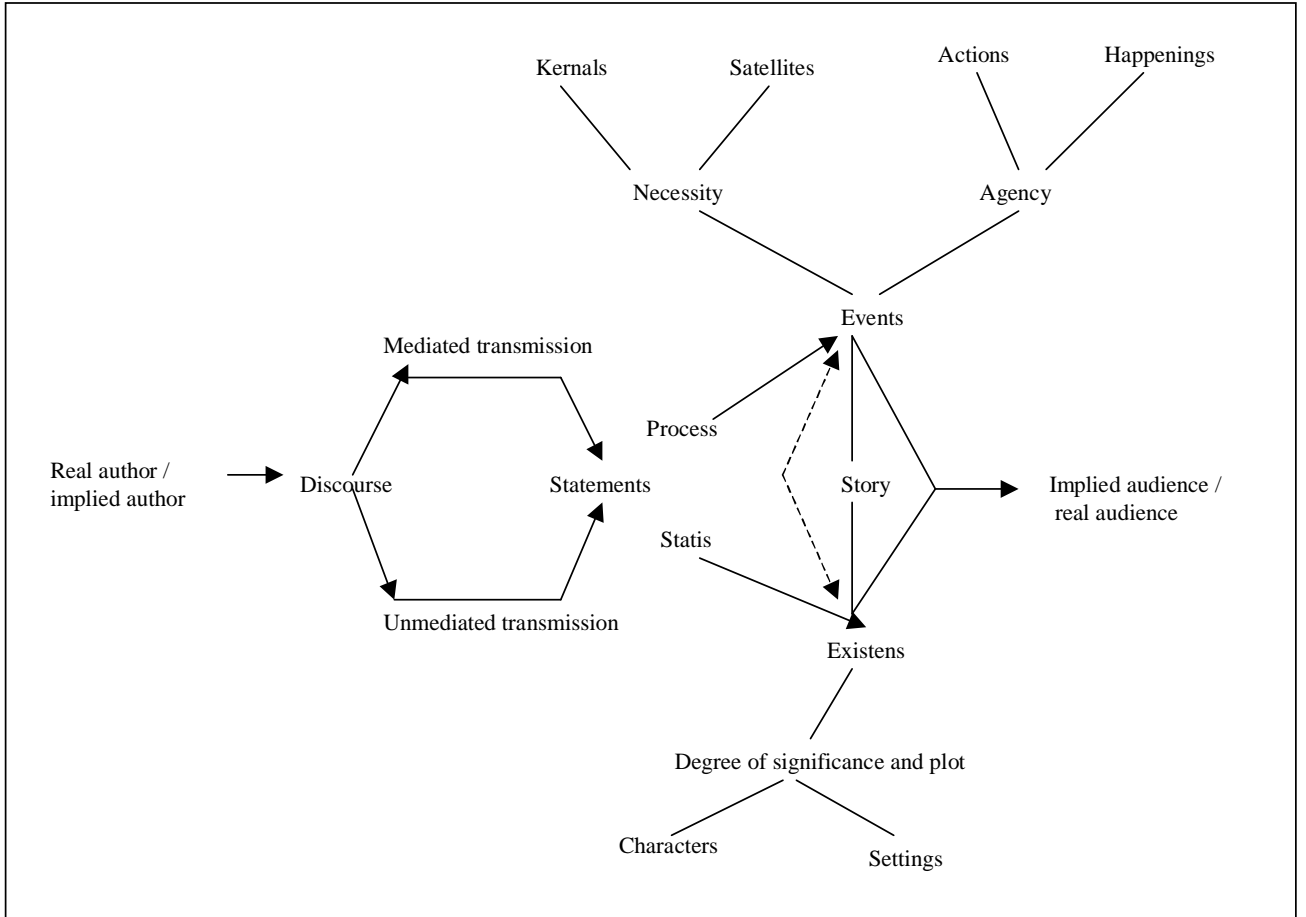 Kernals
Satellites
Actions
Happenings
Necessity
Agency
Events
Mediated transmission
Process
Real author /
implied author
Discourse
Statements
Story
Implied audience /
real audience
Statis
Unmediated transmission
Existens
Degree of significance and plot
Characters
Settings